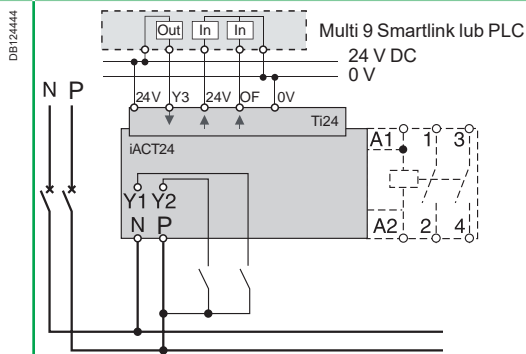 DB124444
Out In In
Multi 9 Smartlink lub PLC
24 V DC
0 V
N P
24V Y3 24V OF 0V
Ti24
iACT24
A1 1 3
Y1 Y2
N P
A2 2 4